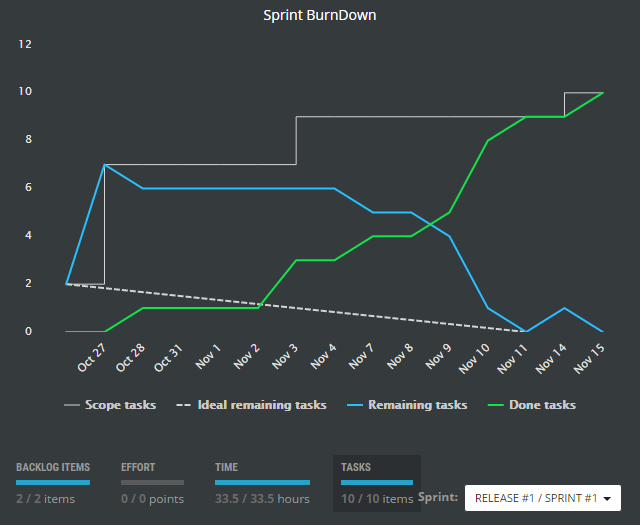 Sprint BurnDown
12
10
8
6
4
2
0
Oct 27
Oct 28
Oct 31
Nov 1
Nov 2
Nov 3
Nov 4
Nov 7
Nov 8
Nov 9
Nov 10
Nov 11
Nov 14
Nov 15
Scope tasks Ideal remaining tasks Remaining tasks Done tasks
BACKLOG ITEMS EFFORT TIME TASKS
2 / 2 items 0 / 0 points 33.5 / 33.5 hours 10 / 10 items Sprint: RELEASE #1 / SPRINT #1